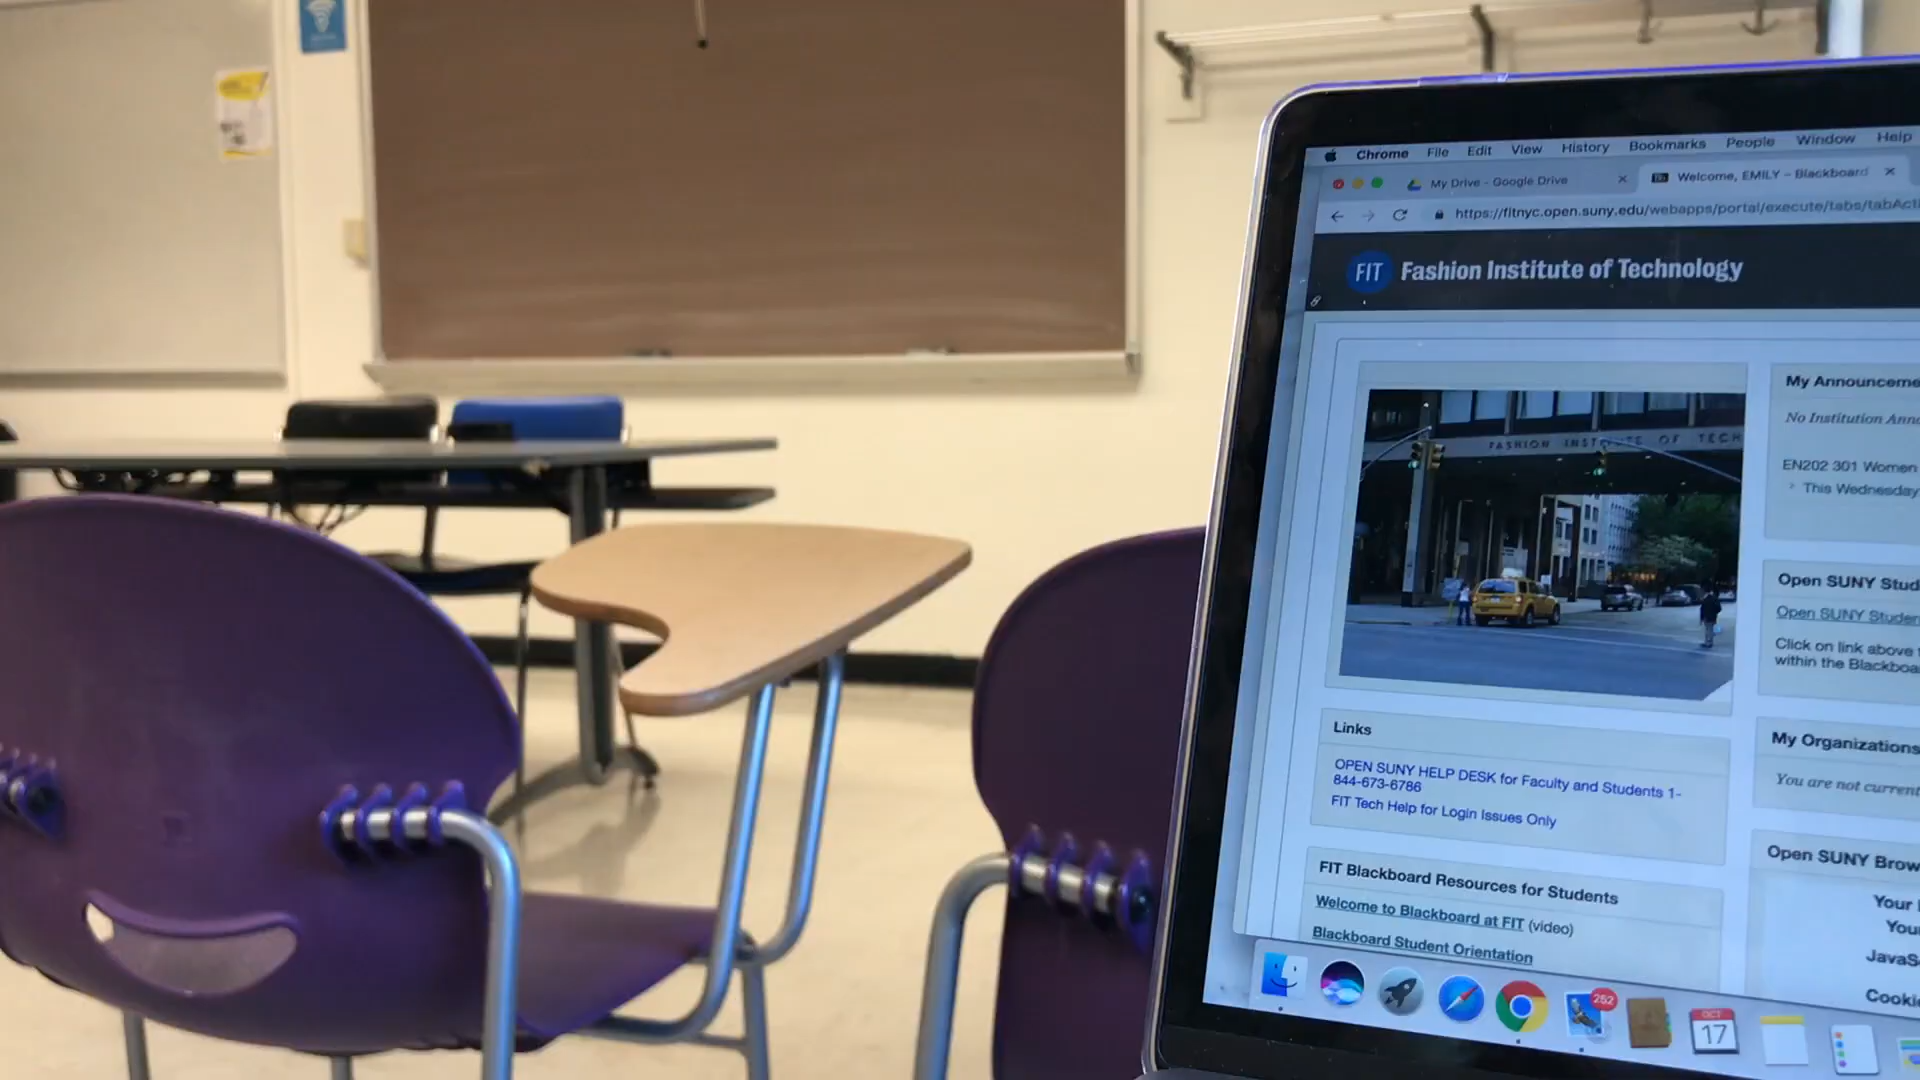 Chrome File Edit View History Bookmarks People Window Help
My Drive - Google Drive
Welcome, EMILY – Blackboard
https://fitnyc.open.suny.edu/webapps/portal/execute/tabs/tabActi
FIT Fashion Institute of Technology
FASHION INSTITUTE OF TECH
Links
OPEN SUNY HELP DESK for Faculty and Students 1-
844-673-6786
FIT Tech Help for Login Issues Only
FIT Blackboard Resources for Students
Welcome to Blackboard at FIT (video)
Blackboard Student Orientation
My Announceme
No Institution Anno
EN202 301 Women
This Wednesday
Open SUNY Stud
Open SUNY Studen
Click on link above
within the Blackboa
My Organizations
You are not current
Open SUNY Brow
Your
You
JavaS
Cooki
252
OCT
17